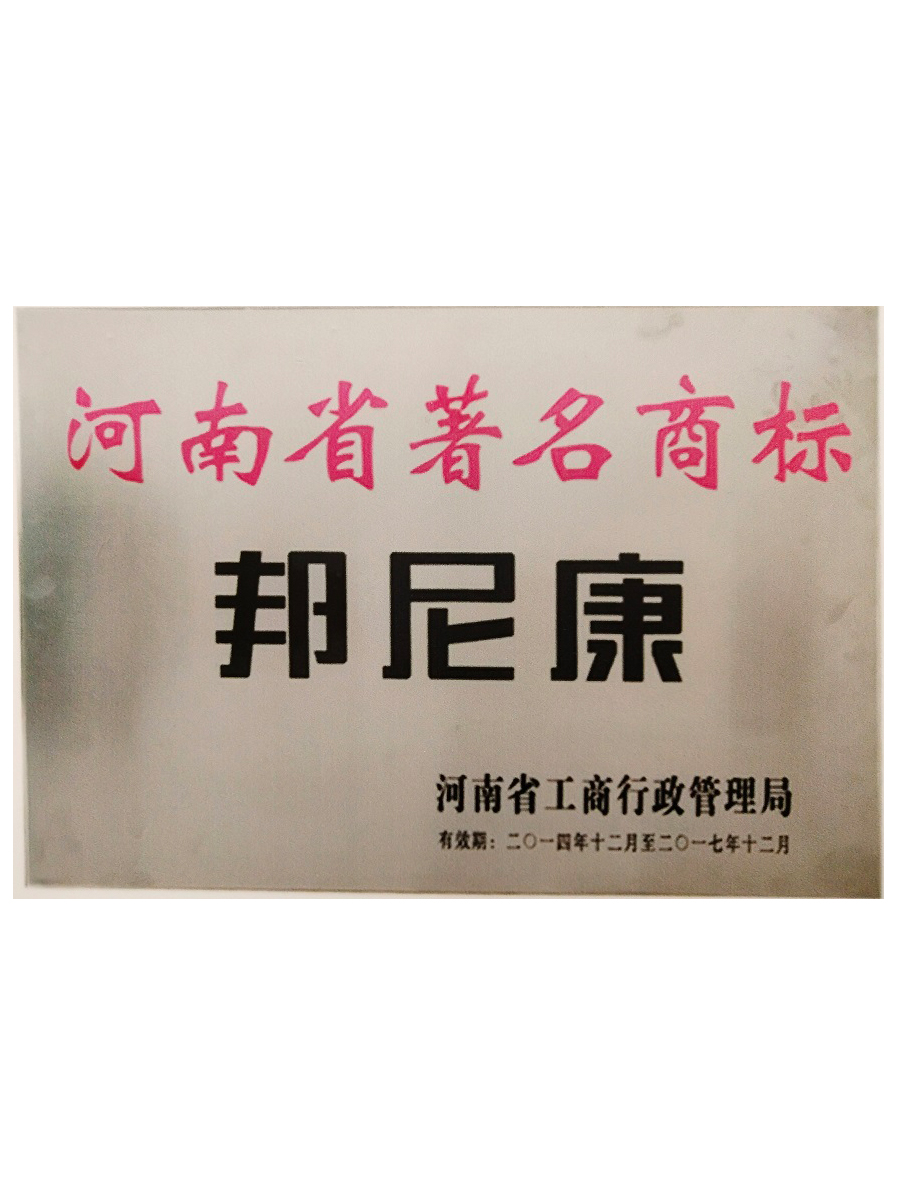 河南省著名商标
邦尼康
河南省工商行政管理局
有效期：二〇一四年十二月至二〇一七年十二月